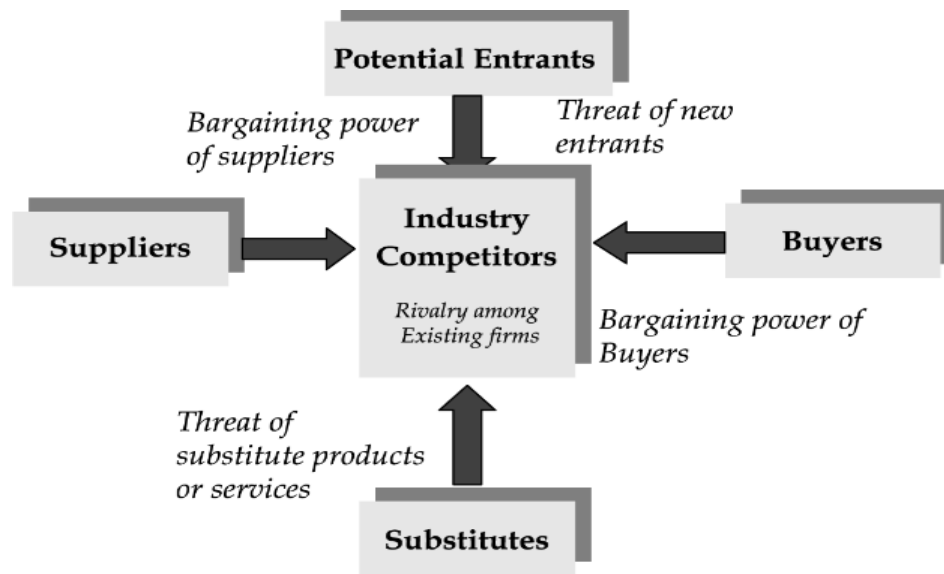 Potential Entrants
Bargaining power
of suppliers
Threat of new
entrants
Suppliers
Industry
Competitors
Rivalry among
Existing firms
Buyers
Bargaining power of
Buyers
Threat of
substitute products
or services
Substitutes